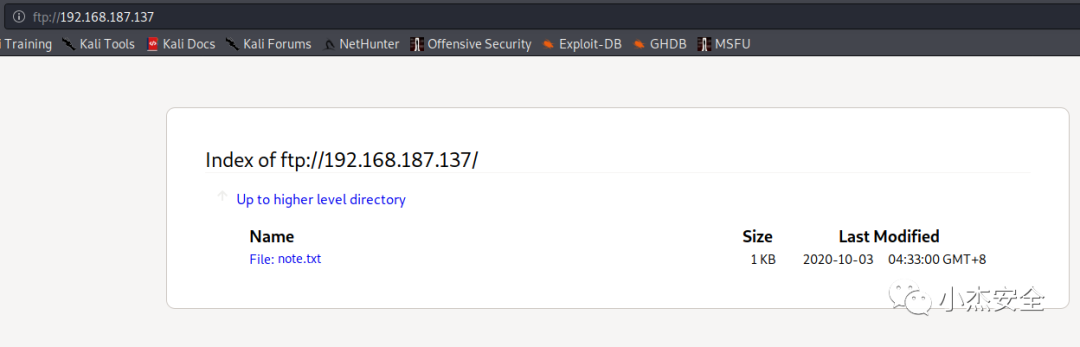 ftp://192.168.187.137
Training Kali Tools Kali Docs Kali Forums NetHunter Offensive Security Exploit-DB GHDB MSFU
Index of ftp://192.168.187.137/
Up to higher level directory
Name Size Last Modified
File: note.txt 1 KB 2020-10-03 04:33:00 GMT+8
小杰安全